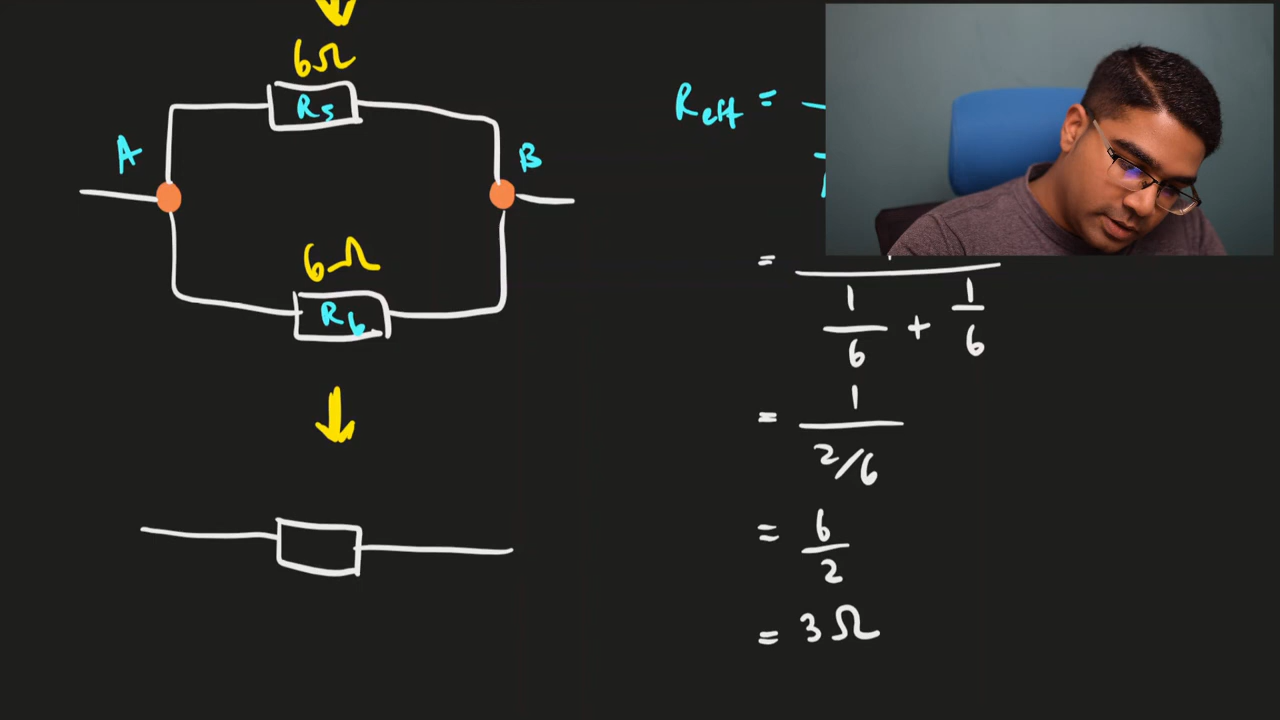 6Ω
R5
A
B
6Ω
R6
Reff =
=
1
6
+
1
6
=
1
2/6
=
6
2
= 3Ω